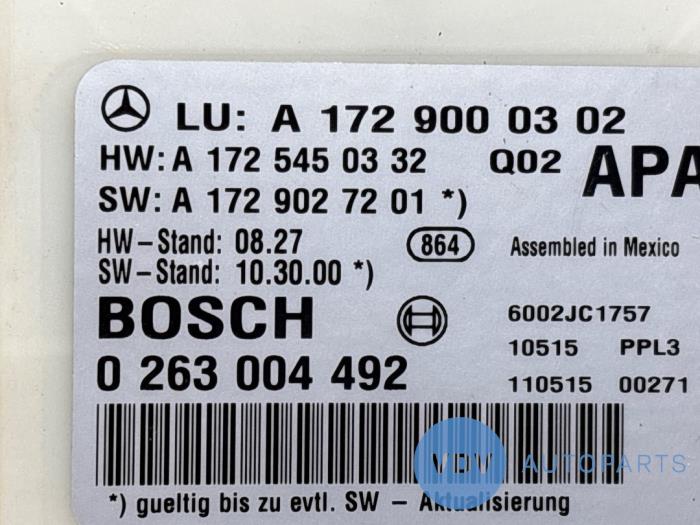 LU: A 172 900 03 02
HW: A 172 545 03 32 Q02 APA
SW: A 172 902 72 01 *)
HW-Stand: 08.27 864 Assembled in Mexico
SW-Stand: 10.30.00 *)
BOSCH 6002JC1757
0 263 004 492 10515 PPL3
110515 00271
VDV AUTOPARTS
*) gueltig bis zu evtl. SW - Aktualisierung